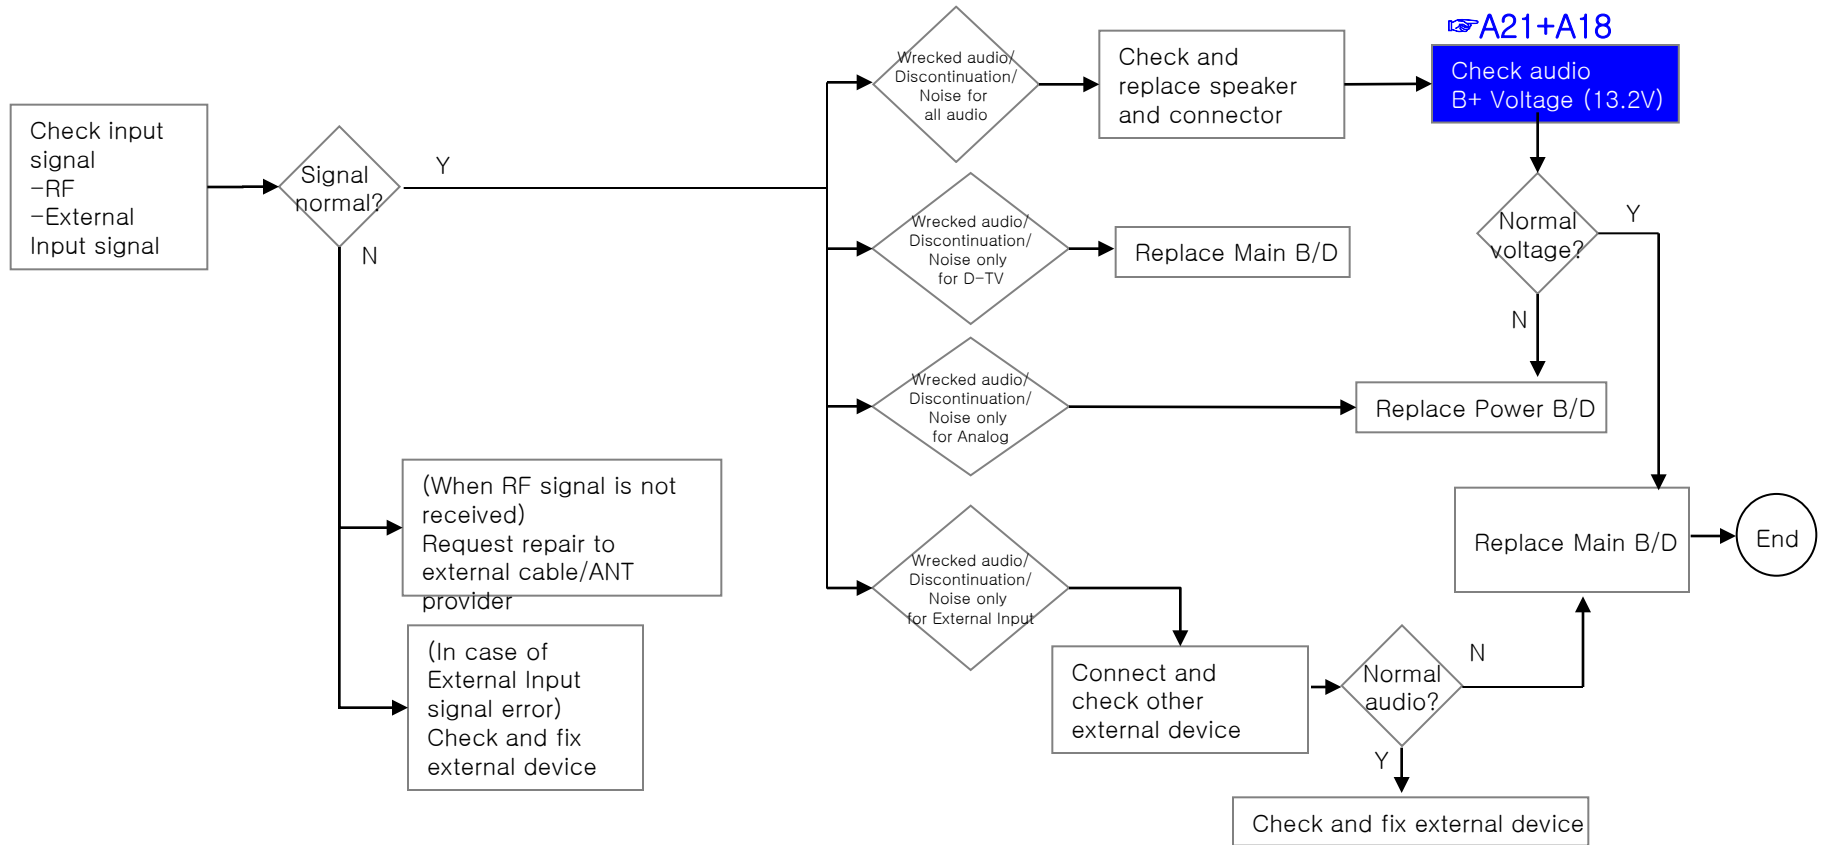 ☞A21+A18
Check input
signal
-RF
-External
Input signal
Signal
normal?
Y
N
Wrecked audio/
Discontinuation/
Noise for
all audio
Check and
replace speaker
and connector
Check audio
B+ Voltage (13.2V)
Normal
voltage?
Y
N
Wrecked audio/
Discontinuation/
Noise only
for D-TV
Replace Main B/D
Wrecked audio/
Discontinuation/
Noise only
for Analog
Replace Power B/D
(When RF signal is not
received)
Request repair to
external cable/ANT
provider
(In case of
External Input
signal error)
Check and fix
external device
Wrecked audio/
Discontinuation/
Noise only
for External Input
Connect and
check other
external device
Normal
audio?
N
Y
Replace Main B/D
End
Check and fix external device